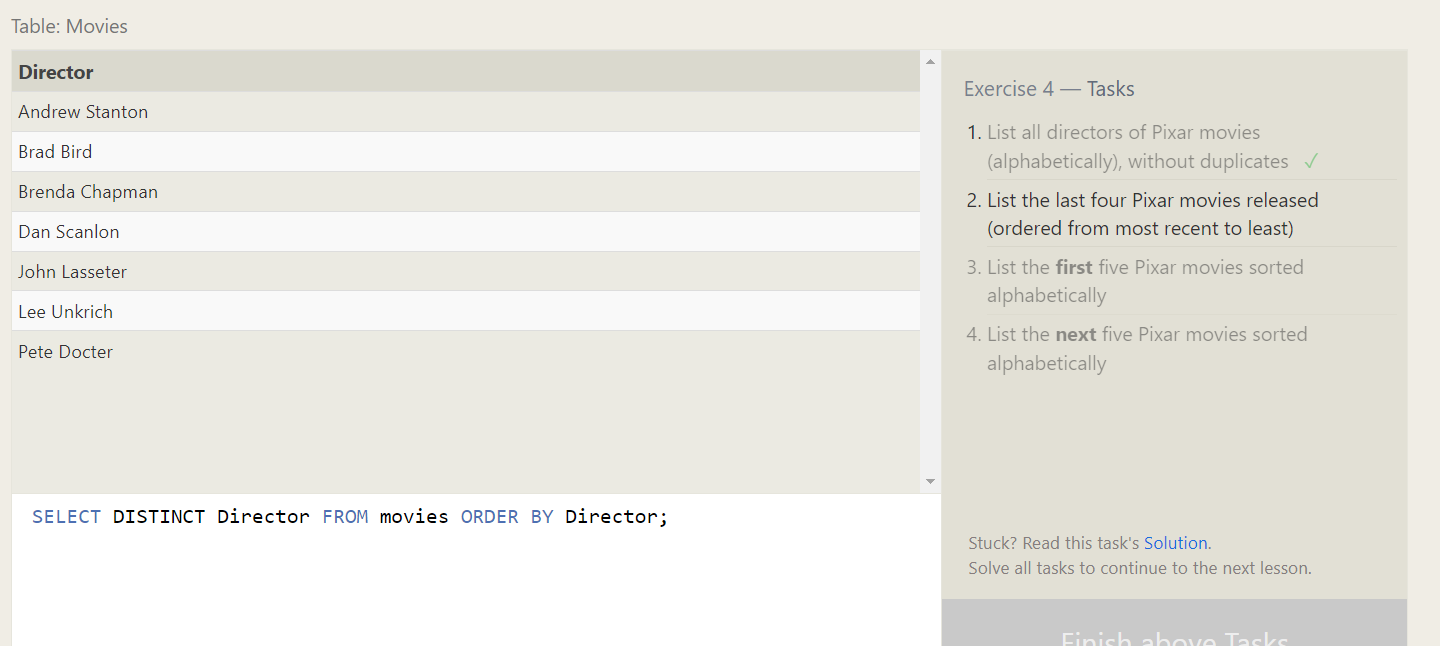 Table: Movies
Director
Andrew Stanton
Brad Bird
Brenda Chapman
Dan Scanlon
John Lasseter
Lee Unkrich
Pete Docter
SELECT DISTINCT Director FROM movies ORDER BY Director;
Exercise 4 — Tasks
1. List all directors of Pixar movies
(alphabetically), without duplicates ✓
2. List the last four Pixar movies released
(ordered from most recent to least)
3. List the first five Pixar movies sorted
alphabetically
4. List the next five Pixar movies sorted
alphabetically
Stuck? Read this task's Solution.
Solve all tasks to continue to the next lesson.
Finish above Tasks